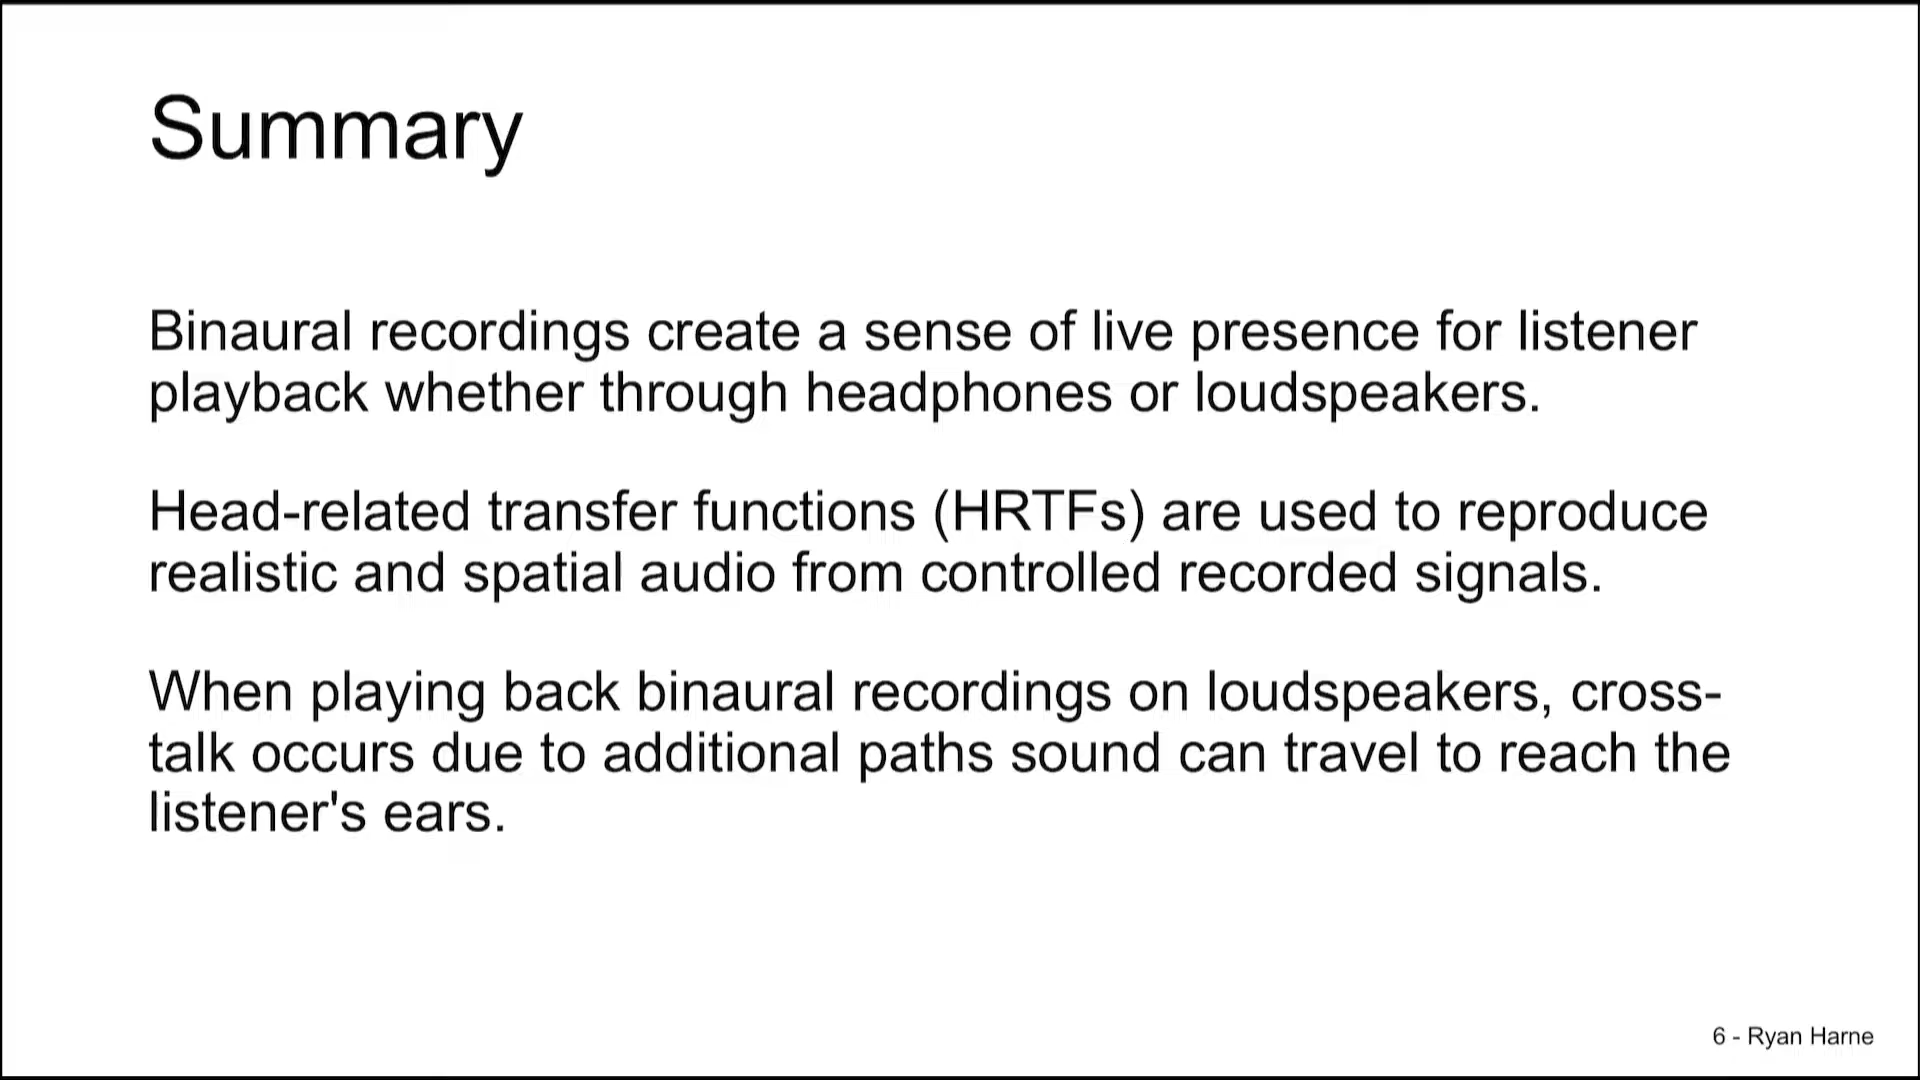 Summary
Binaural recordings create a sense of live presence for listener
playback whether through headphones or loudspeakers.
Head-related transfer functions (HRTFs) are used to reproduce
realistic and spatial audio from controlled recorded signals.
When playing back binaural recordings on loudspeakers, cross-
talk occurs due to additional paths sound can travel to reach the
listener's ears.
6 - Ryan Harne